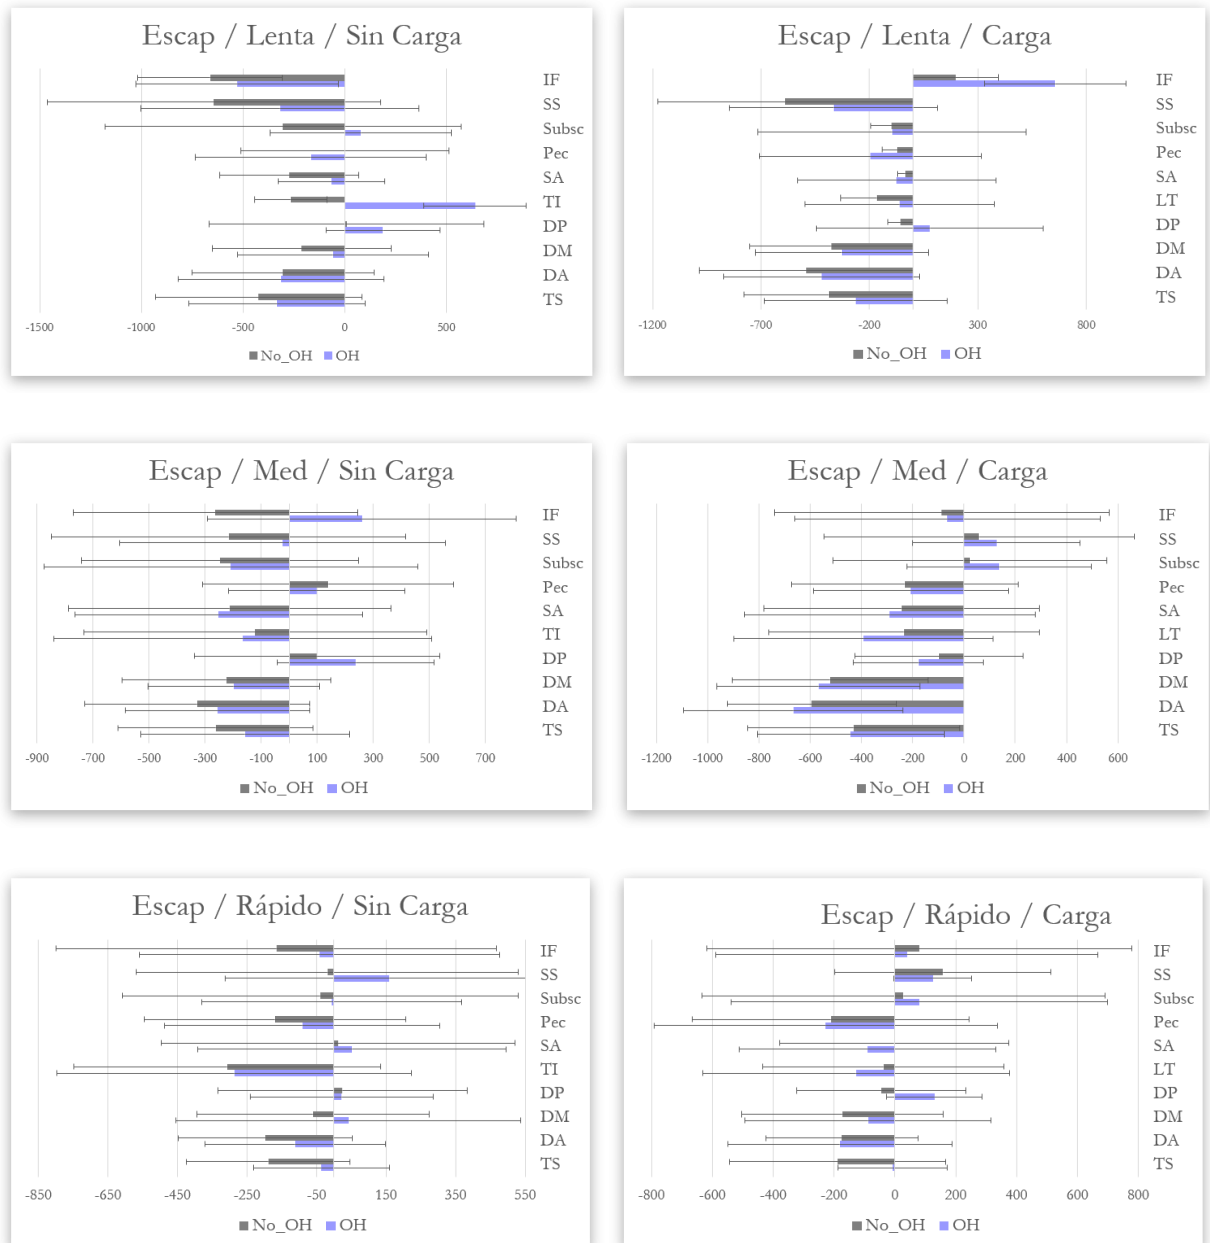 Escap / Lenta / Sin Carga
IF
SS
Subsc
Pec
SA
TI
DP
DM
DA
TS
-1500 -1000 -500 0 500
No_OH OH
Escap / Lenta / Carga
IF
SS
Subsc
Pec
SA
LT
DP
DM
DA
TS
-1200 -700 -200 300 800
No_OH OH
Escap / Med / Sin Carga
IF
SS
Subsc
Pec
SA
TI
DP
DM
DA
TS
-900 -700 -500 -300 -100 100 300 500 700
No_OH OH
Escap / Med / Carga
IF
SS
Subsc
Pec
SA
LT
DP
DM
DA
TS
-1200 -1000 -800 -600 -400 -200 0 200 400 600
No_OH OH
Escap / Rápido / Sin Carga
IF
SS
Subsc
Pec
SA
TI
DP
DM
DA
TS
-850 -650 -450 -250 -50 150 350 550
No_OH OH
Escap / Rápido / Carga
IF
SS
Subsc
Pec
SA
LT
DP
DM
DA
TS
-800 -600 -400 -200 0 200 400 600 800
No_OH OH